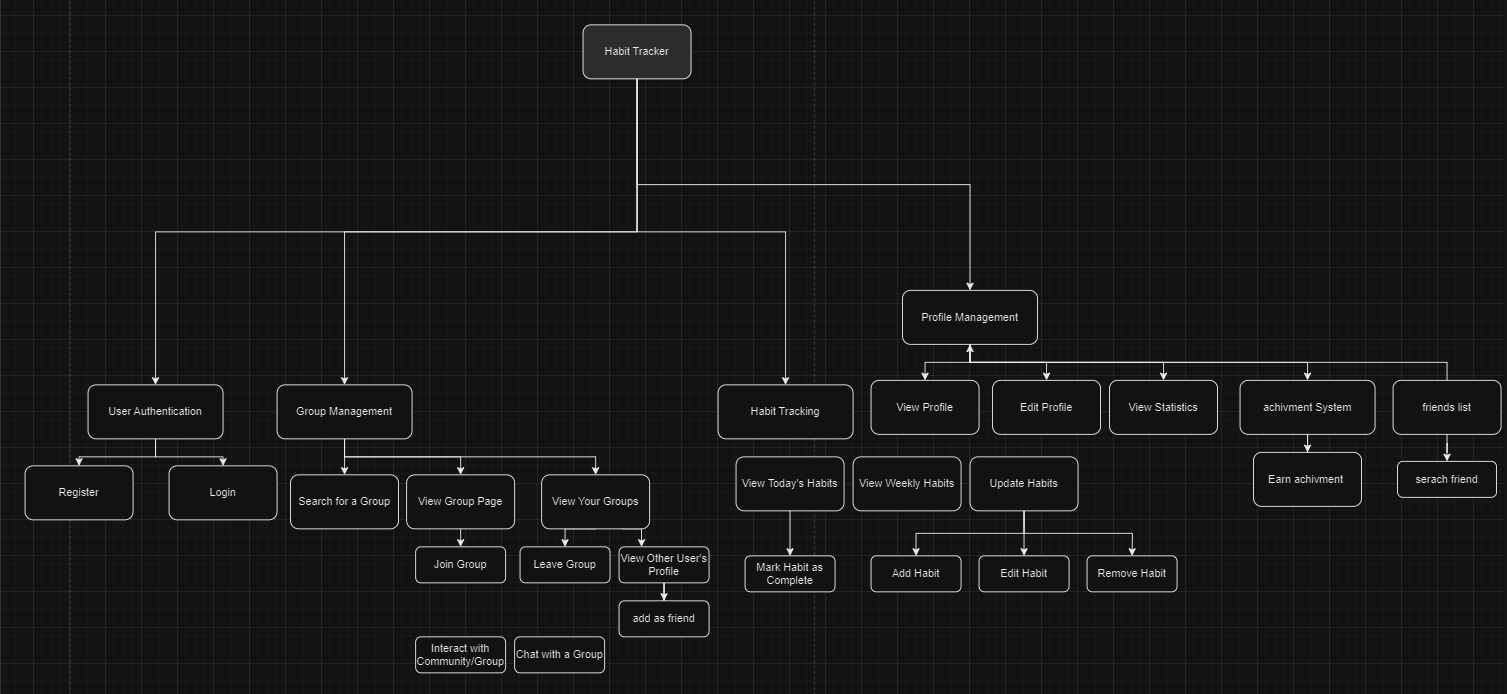 Habit Tracker
Profile Management
User Authentication
Group Management
Habit Tracking
View Profile
Edit Profile
View Statistics
achivment System
friends list
Register
Login
Search for a Group
View Group Page
View Your Groups
View Today's Habits
View Weekly Habits
Update Habits
Earn achivment
serach friend
Join Group
Leave Group
View Other User's
Profile
Mark Habit as
Complete
Add Habit
Edit Habit
Remove Habit
add as friend
Interact with
Community/Group
Chat with a Group